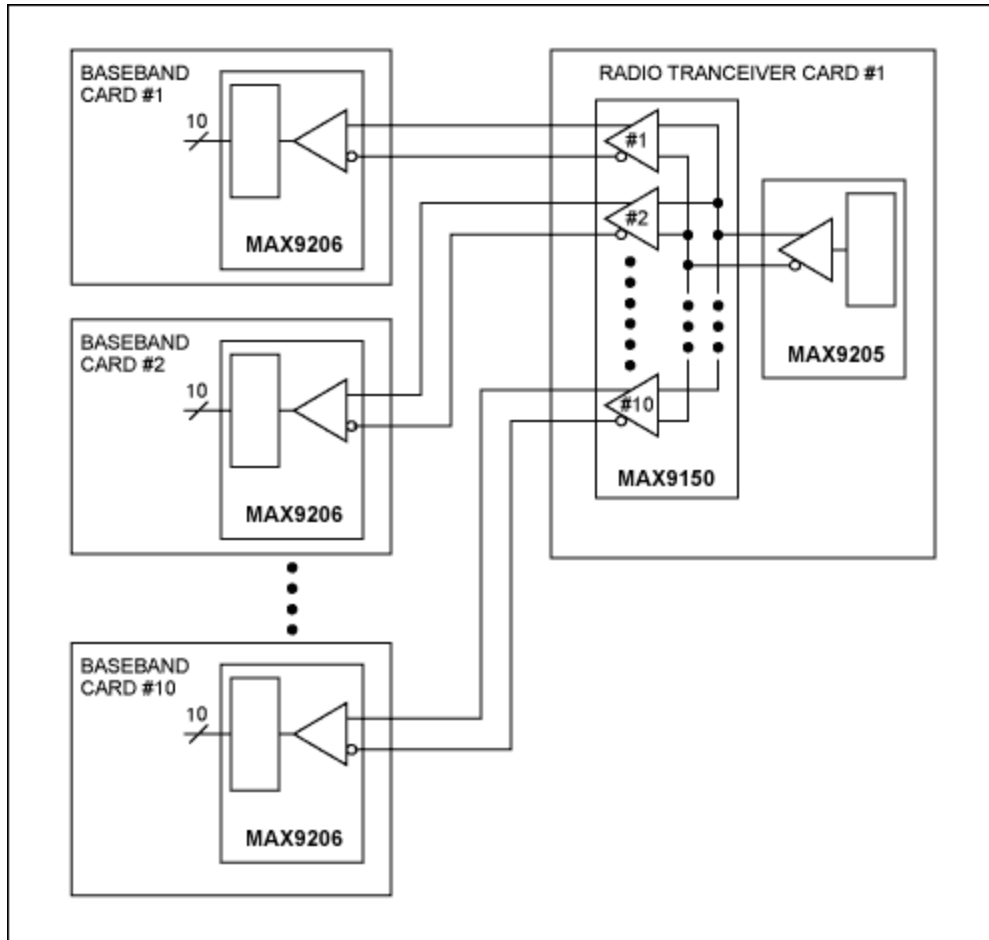 BASEBAND
CARD #1
10
MAX9206
RADIO TRANCEIVER CARD #1
#1
#2
#10
MAX9150
MAX9205
BASEBAND
CARD #2
10
MAX9206
BASEBAND
CARD #10
10
MAX9206